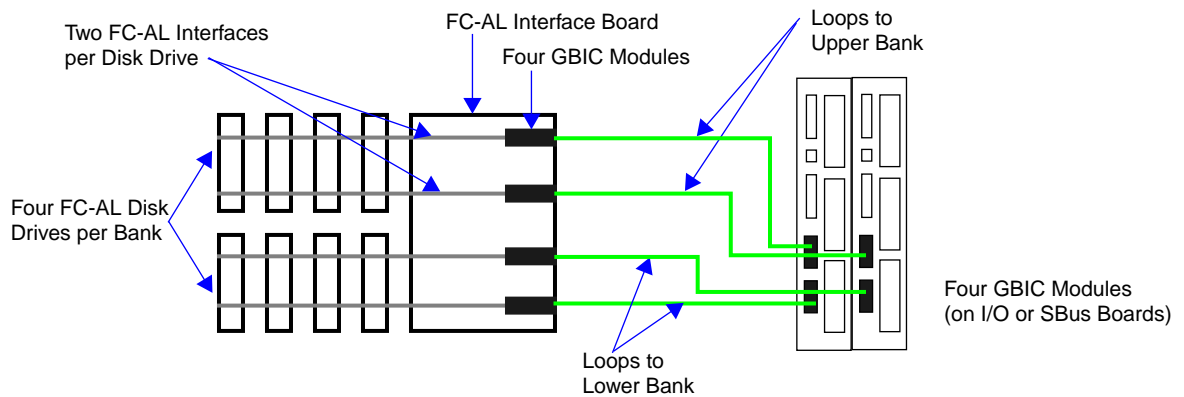 Two FC-AL Interfaces
per Disk Drive
FC-AL Interface Board
Four GBIC Modules
Loops to
Upper Bank
Four FC-AL Disk
Drives per Bank
Four GBIC Modules
(on I/O or SBus Boards)
Loops to
Lower Bank